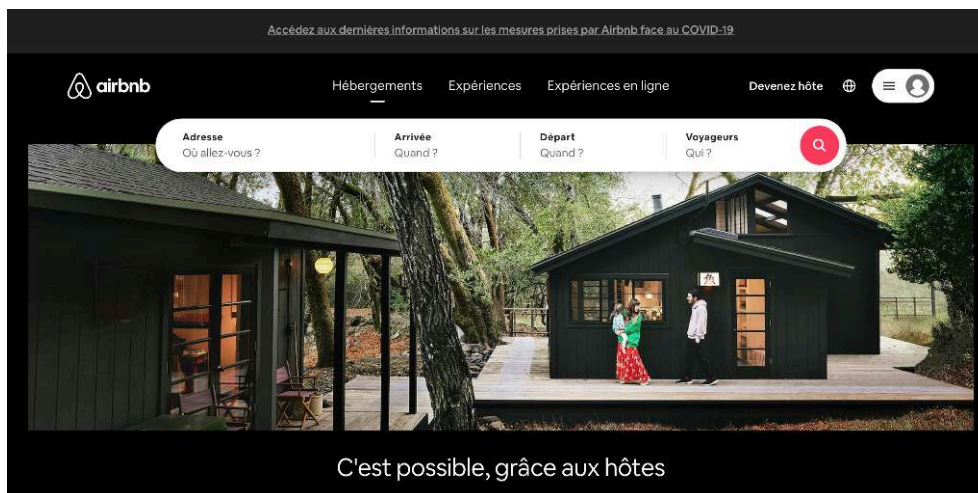 Accédez aux dernières informations sur les mesures prises par Airbnb face au COVID-19
airbnb
Hébergements Expériences Expériences en ligne
Devenez hôte
Adresse Arrivée Départ Voyageurs
Où allez-vous ? Quand ? Quand ? Qui ?
C'est possible, grâce aux hôtes